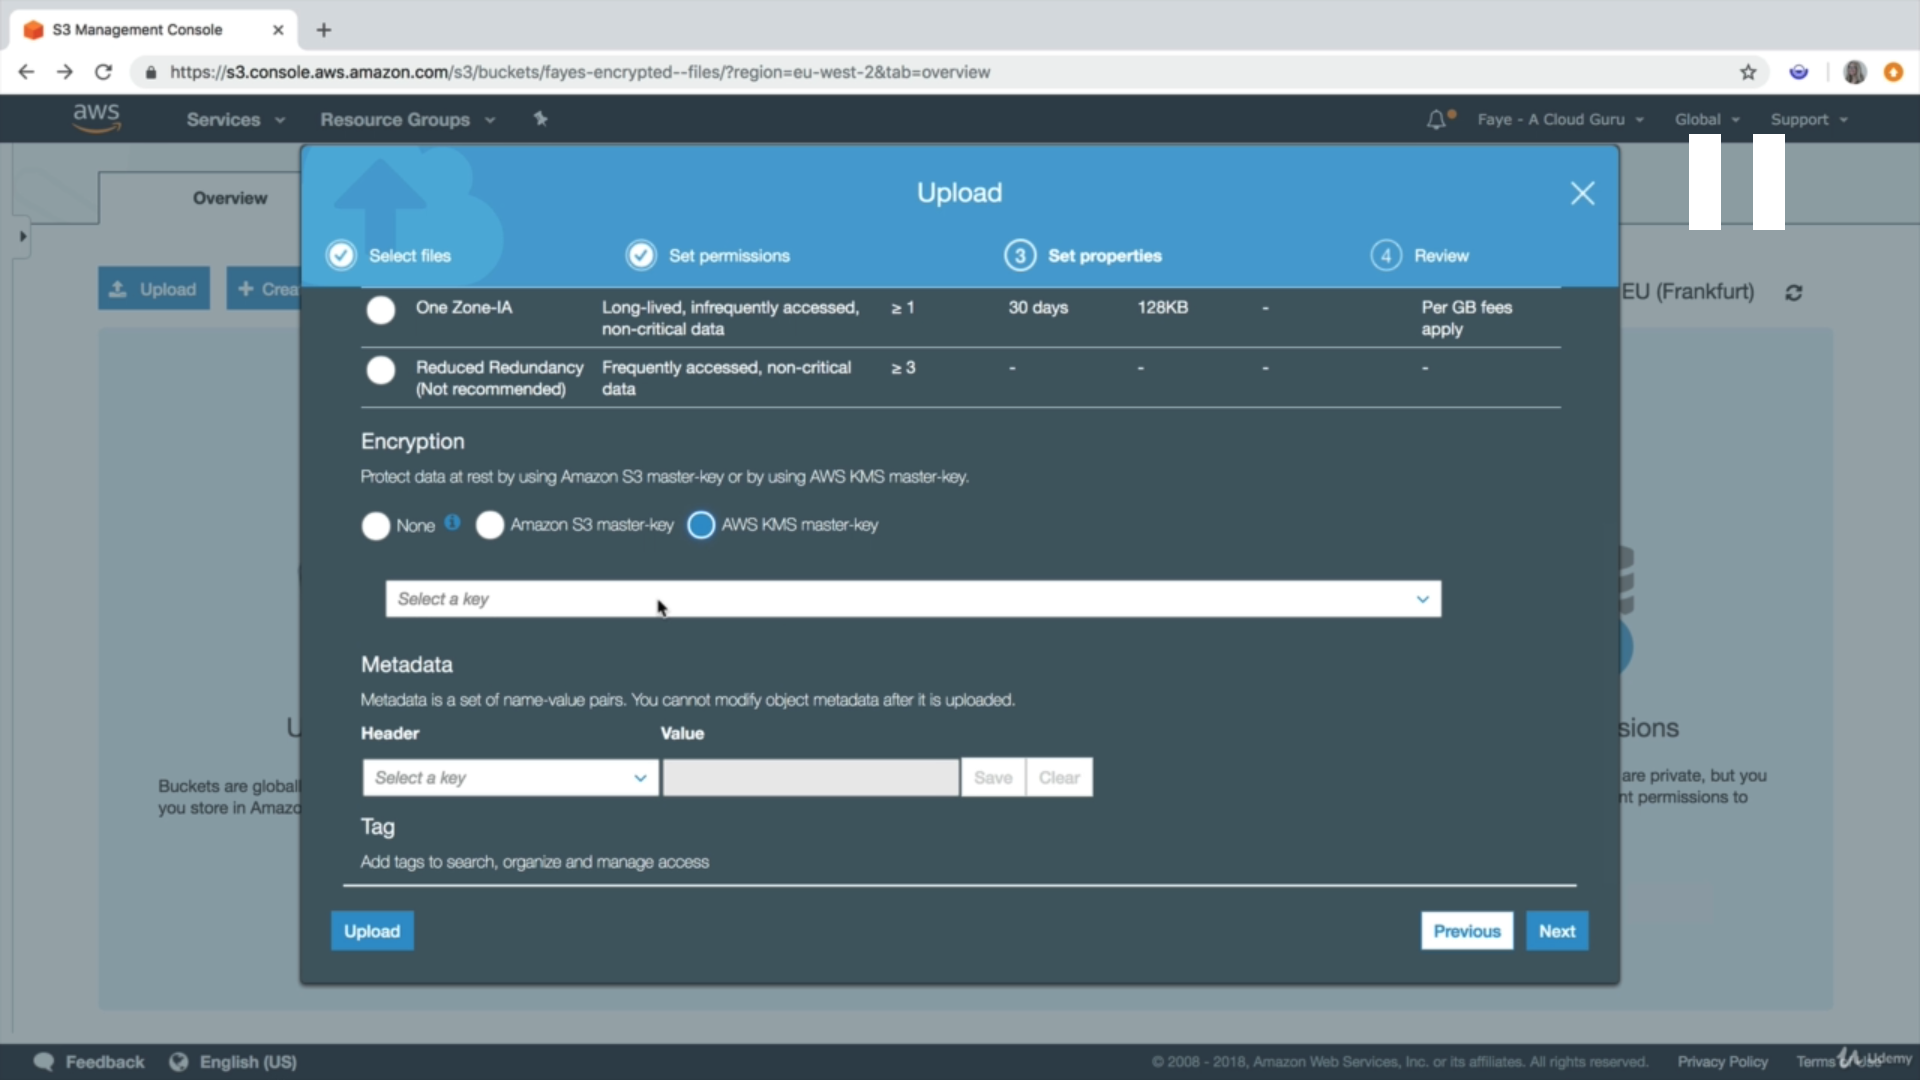 S3 Management Console
https://s3.console.aws.amazon.com/s3/buckets/fayes-encrypted--files/?region=eu-west-2&tab=overview
aws
Services
Resource Groups
Faye - A Cloud Guru
Global
Support
Overview
Upload
Select files
Set permissions
3 Set properties
4 Review
Upload
+ Crea
EU (Frankfurt)
One Zone-IA
Long-lived, infrequently accessed,
non-critical data
≥ 1
30 days
128KB
-
Per GB fees
apply
Reduced Redundancy
(Not recommended)
Frequently accessed, non-critical
data
≥ 3
-
-
-
-
Encryption
Protect data at rest by using Amazon S3 master-key or by using AWS KMS master-key.
None
Amazon S3 master-key
AWS KMS master-key
Select a key
Metadata
Metadata is a set of name-value pairs. You cannot modify object metadata after it is uploaded.
Header
Value
Select a key
Save
Clear
Tag
Add tags to search, organize and manage access
Upload
Previous
Next
U
Buckets are globall
you store in Amazo
sions
are private, but you
nt permissions to
Feedback
English (US)
© 2008 - 2018, Amazon Web Services, Inc. or its affiliates. All rights reserved.
Privacy Policy
Terms
Udemy